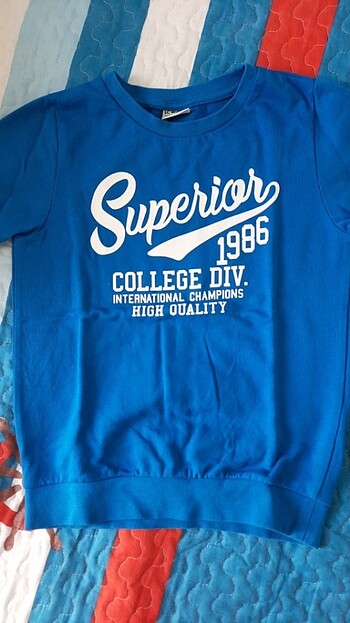 Superior
1986
COLLEGE DIV.
INTERNATIONAL CHAMPIONS
HIGH QUALITY